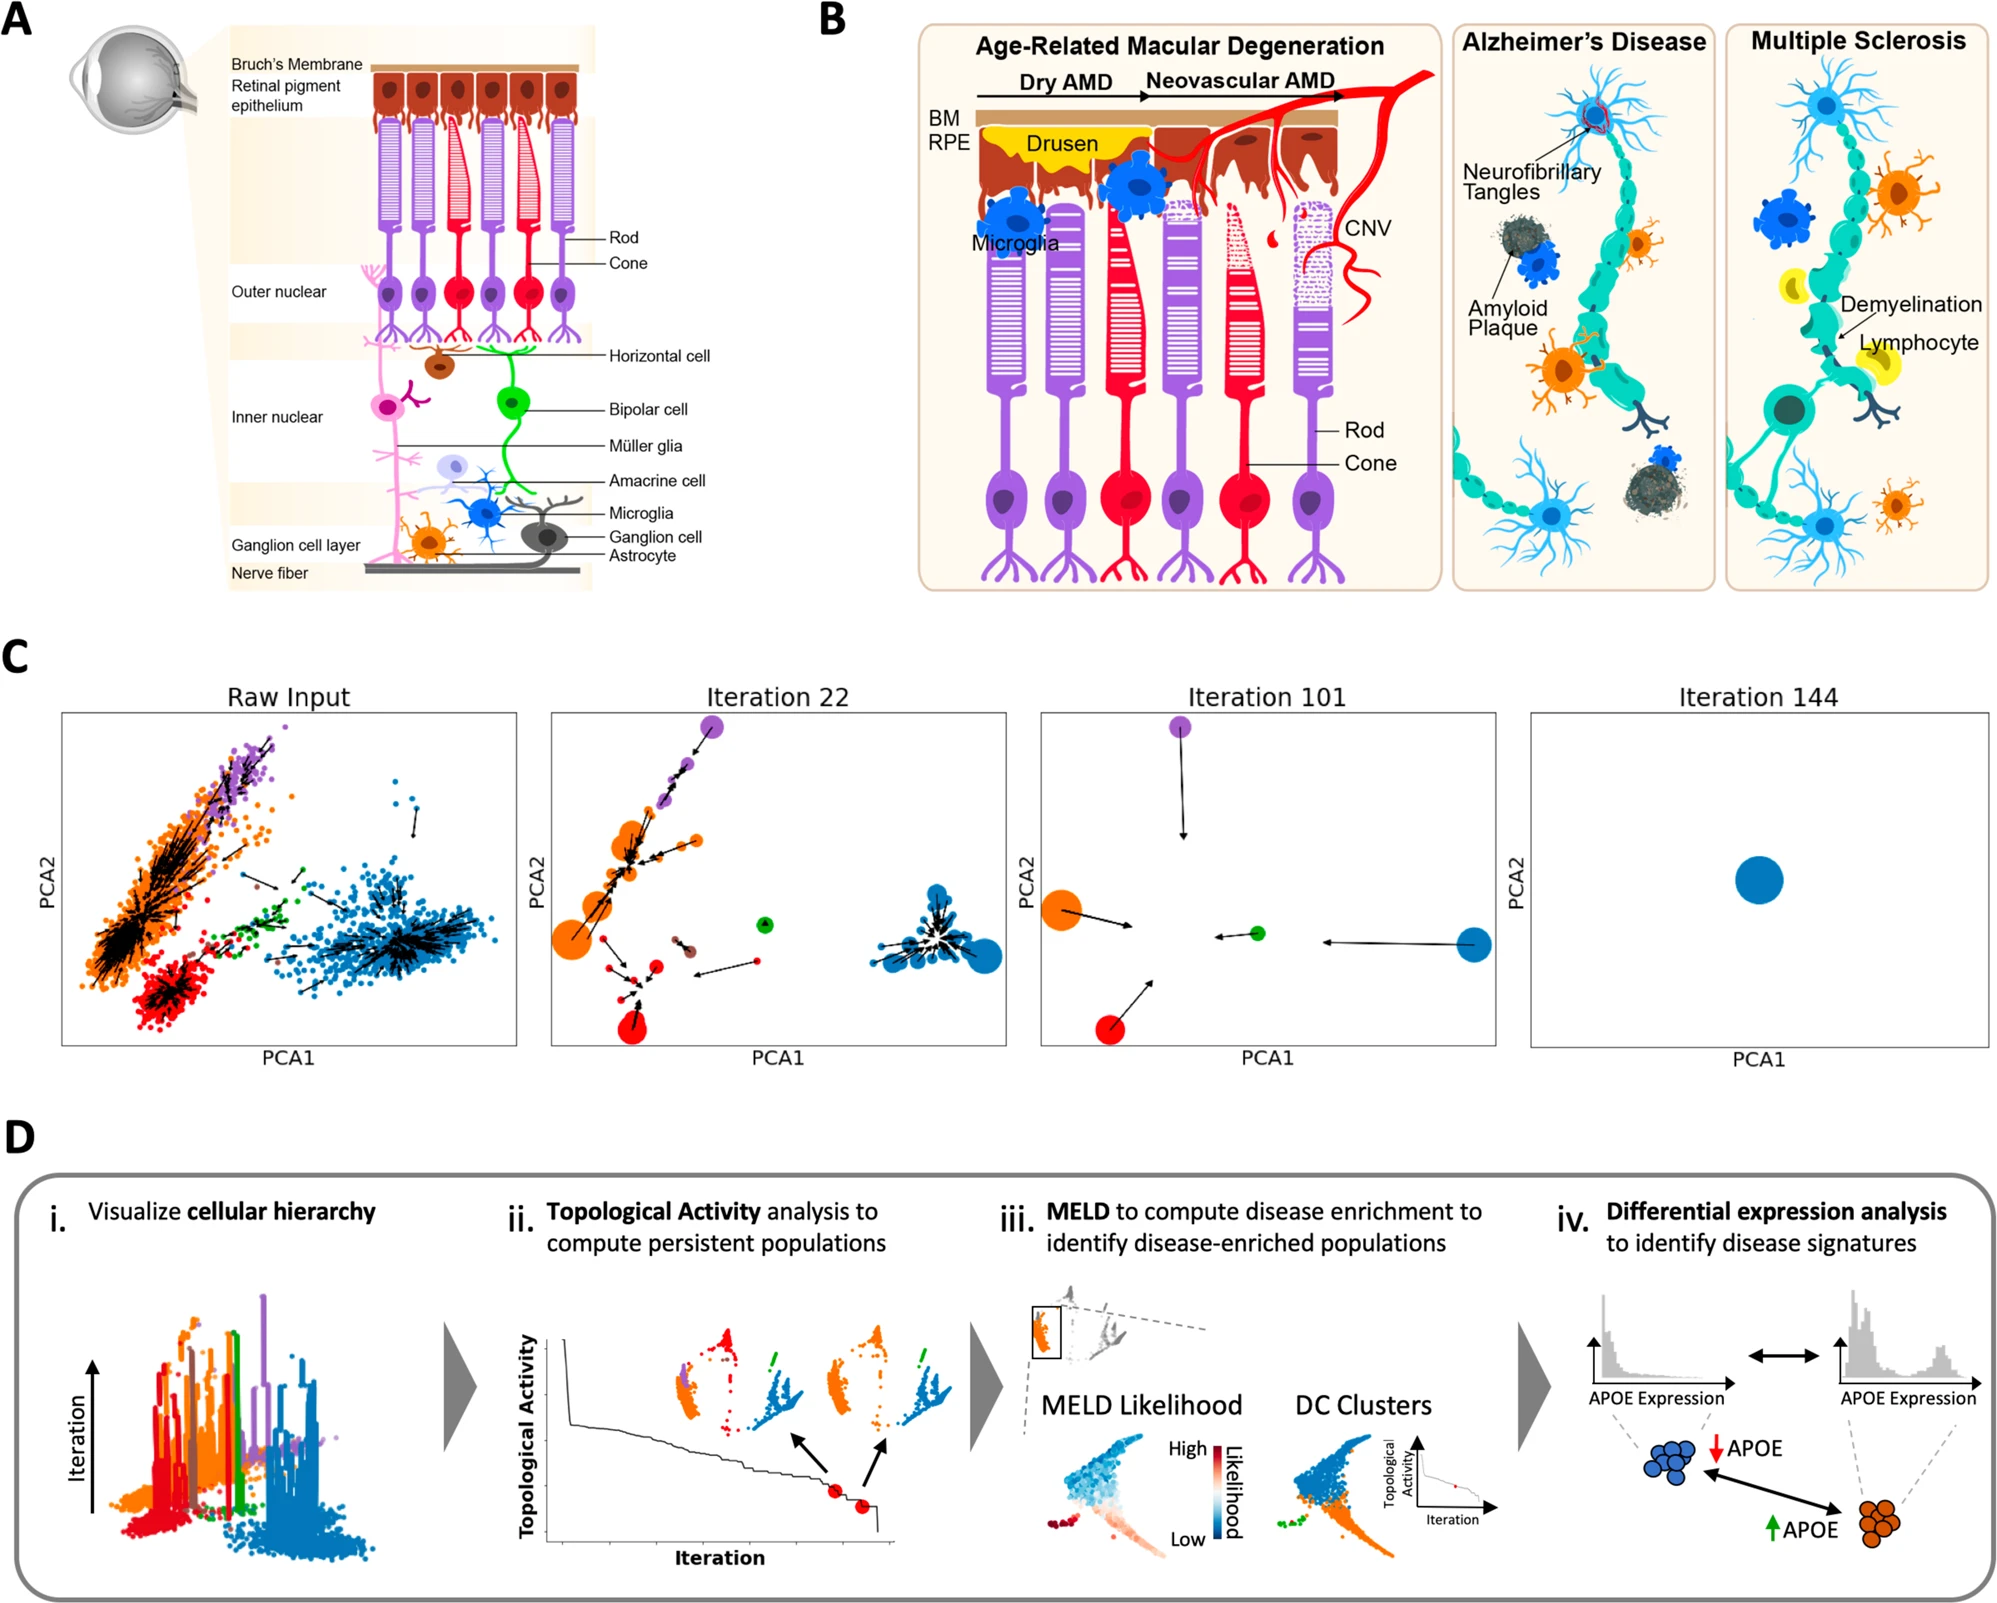 A
Bruch's Membrane
Retinal pigment
epithelium
Rod
Cone
Outer nuclear
Horizontal cell
Bipolar cell
Inner nuclear
Müller glia
Amacrine cell
Microglia
Ganglion cell
Ganglion cell layer
Astrocyte
Nerve fiber
B
Age-Related Macular Degeneration
Dry AMD
Neovascular AMD
BM
RPE
Drusen
Microglia
CNV
Rod
Cone
Alzheimer's Disease
Neurofibrillary
Tangles
Amyloid
Plaque
Multiple Sclerosis
Demyelination
Lymphocyte
C
Raw Input
PCA2
PCA1
Iteration 22
PCA2
PCA1
Iteration 101
PCA2
PCA1
Iteration 144
PCA2
PCA1
D
i. Visualize cellular hierarchy
Iteration
ii. Topological Activity analysis to
compute persistent populations
Topological Activity
Iteration
iii. MELD to compute disease enrichment to
identify disease-enriched populations
MELD Likelihood
High
Low
Likelihood
DC Clusters
Topological
Activity
Iteration
iv. Differential expression analysis
to identify disease signatures
APOE Expression
APOE Expression
APOE
APOE